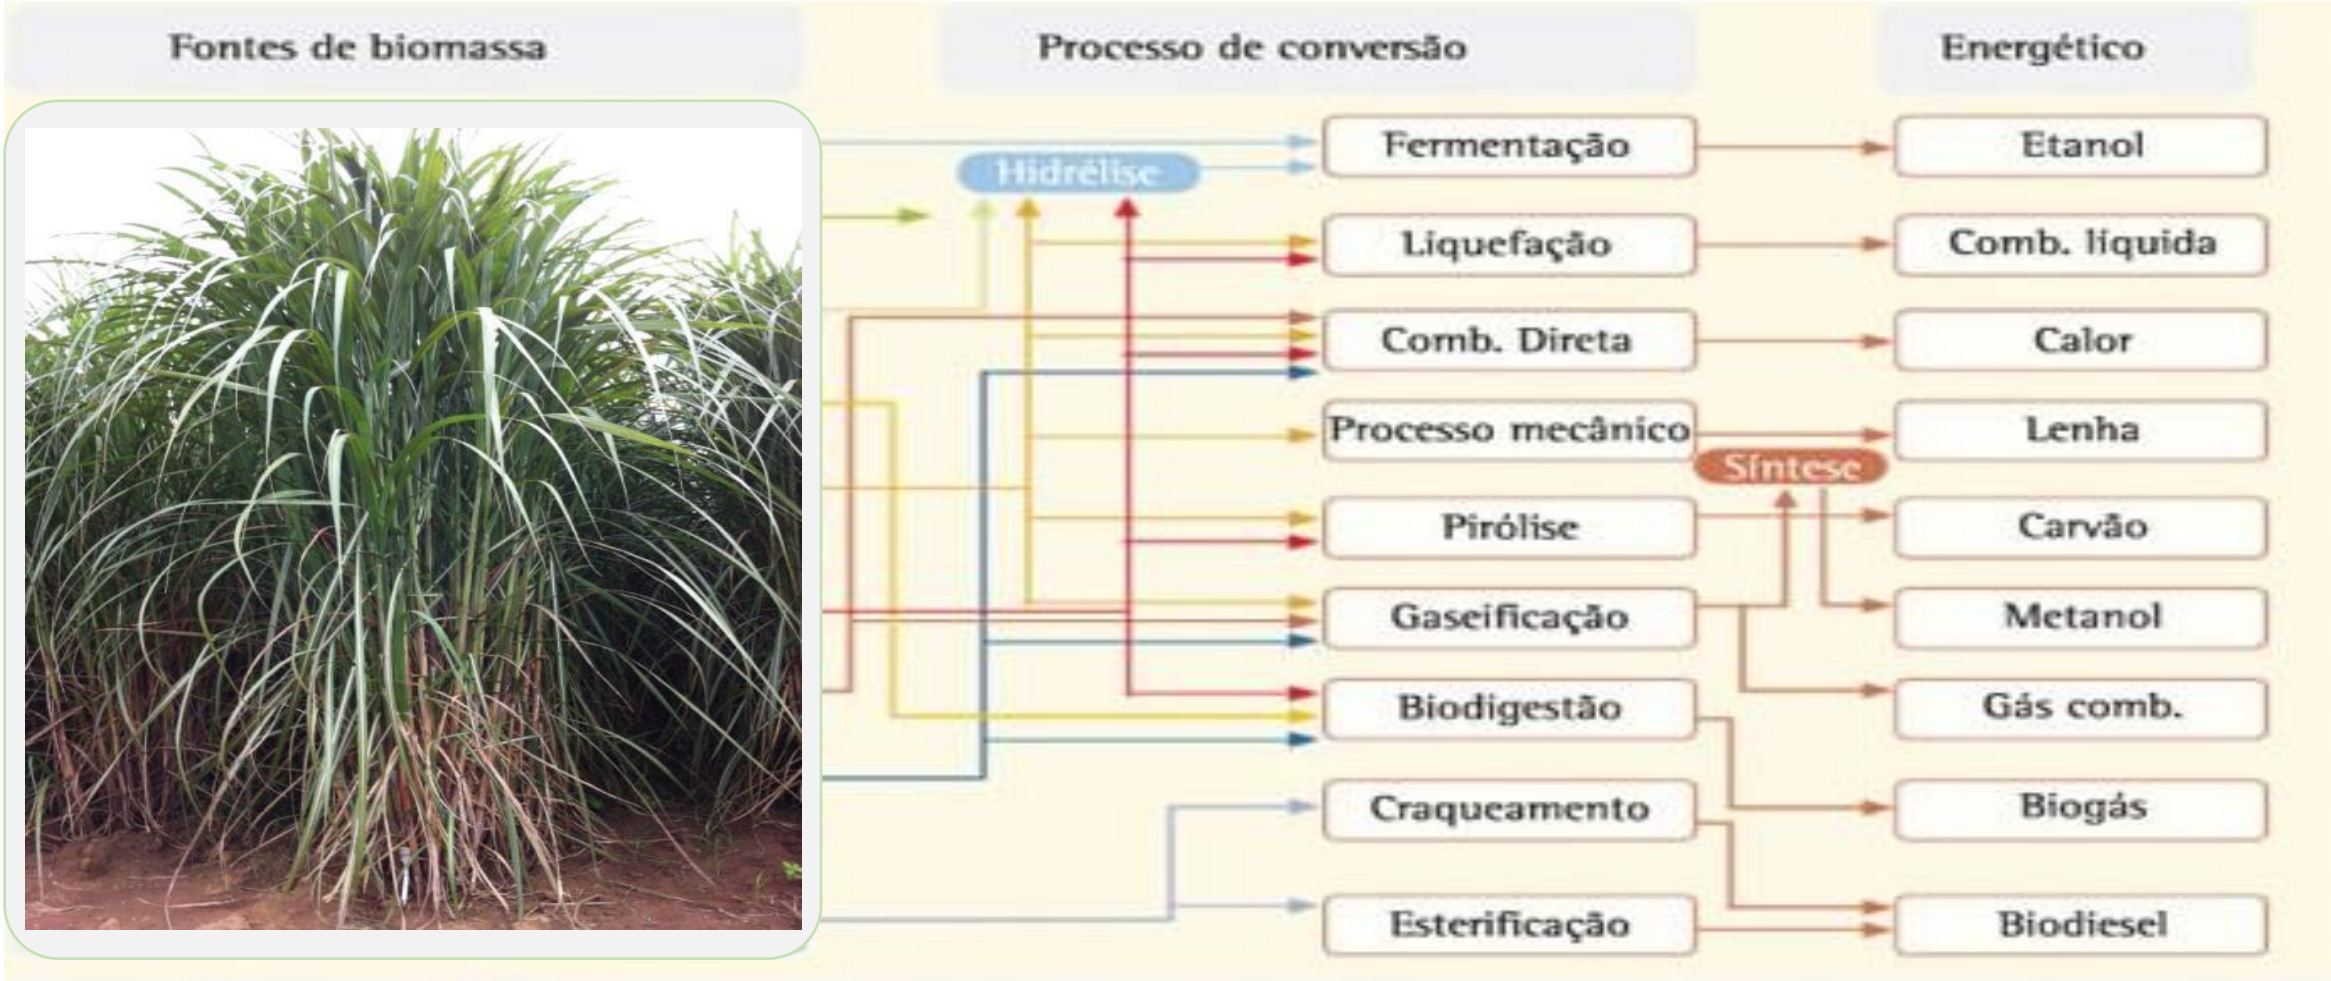 Fontes de biomassa
Processo de conversão
Energético
Fermentação
Etanol
Hidrélise
Liquefação
Comb. líquida
Comb. Direta
Calor
Processo mecânico
Lenha
Síntese
Pirólise
Carvão
Gaseificação
Metanol
Biodigestão
Gás comb.
Craqueamento
Biogás
Esterificação
Biodiesel